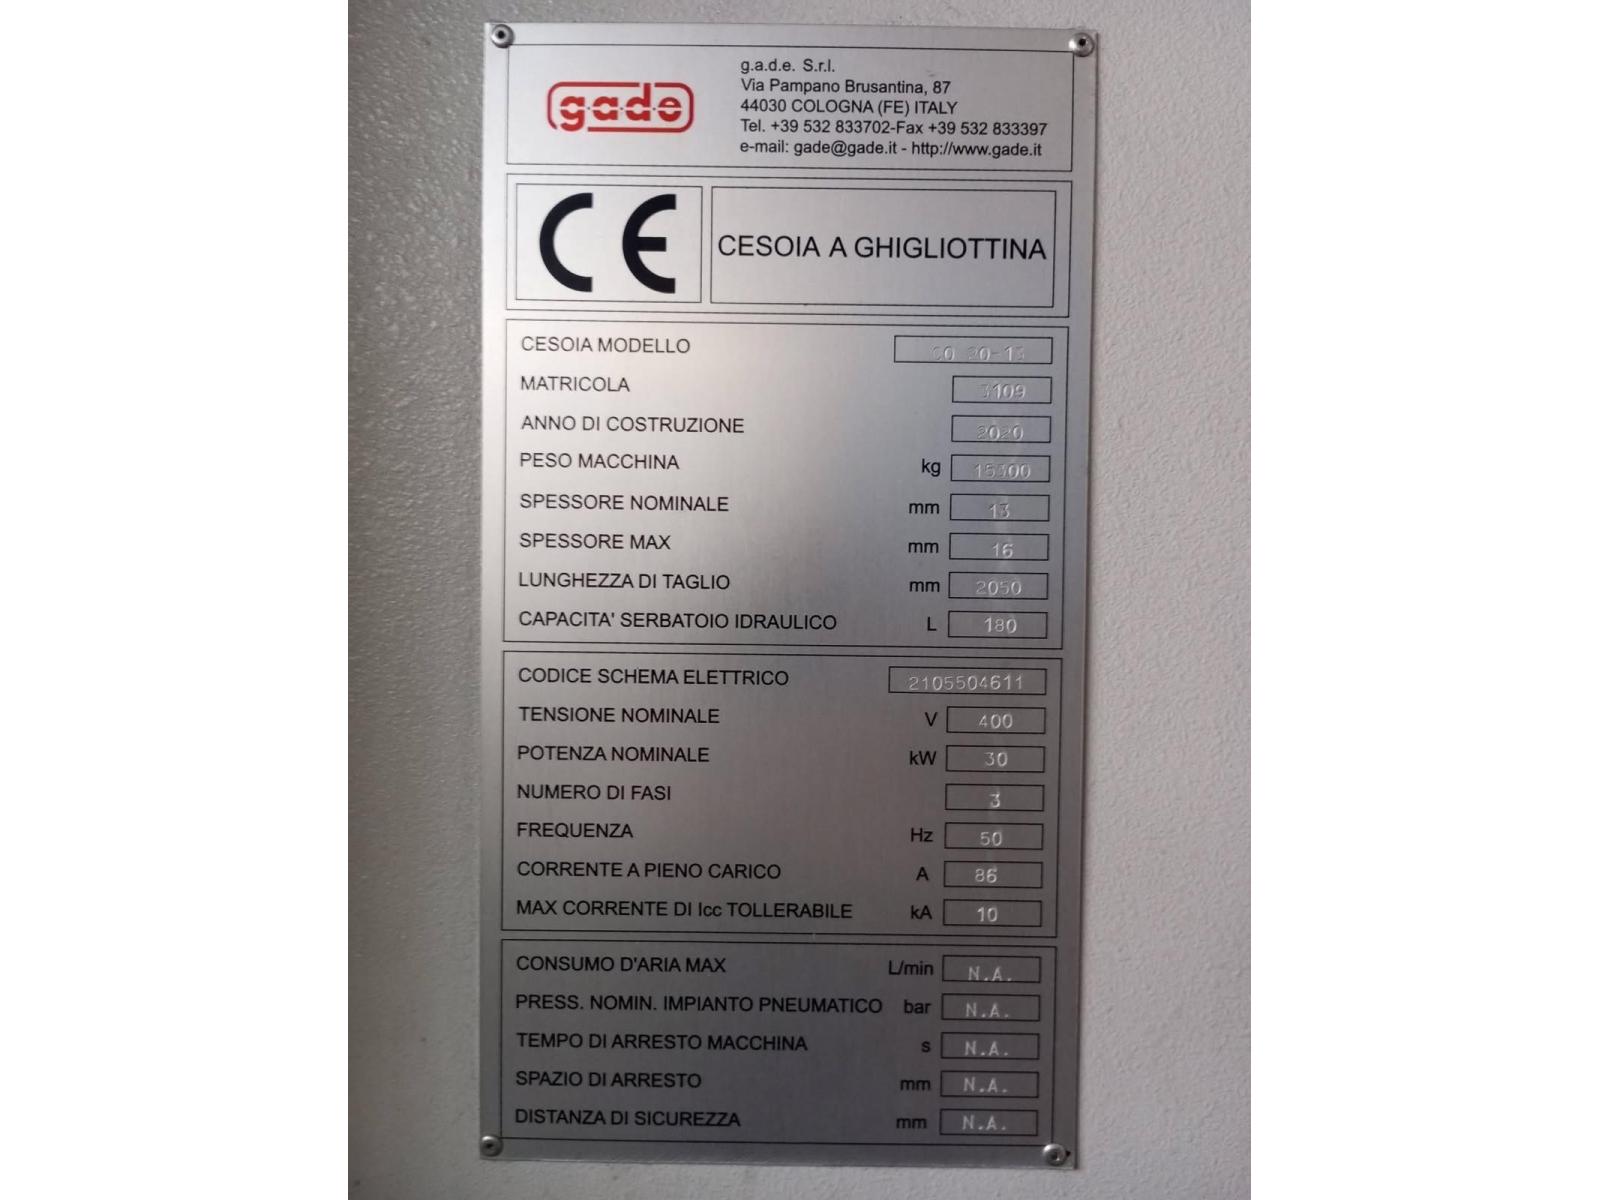 g.a.d.e
g.a.d.e. S.r.l.
Via Pampano Brusantina, 87
44030 COLOGNA (FE) ITALY
Tel. +39 532 833702-Fax +39 532 833397
e-mail: gade@gade.it - http://www.gade.it
CE
CESOIA A GHIGLIOTTINA
CESOIA MODELLO 20-13
MATRICOLA 3109
ANNO DI COSTRUZIONE 2020
PESO MACCHINA kg 15300
SPESSORE NOMINALE mm 13
SPESSORE MAX mm 16
LUNGHEZZA DI TAGLIO mm 2050
CAPACITA' SERBATOIO IDRAULICO L 180
CODICE SCHEMA ELETTRICO 2105504611
TENSIONE NOMINALE V 400
POTENZA NOMINALE kW 30
NUMERO DI FASI 3
FREQUENZA Hz 50
CORRENTE A PIENO CARICO A 86
MAX CORRENTE DI Icc TOLLERABILE kA 10
CONSUMO D'ARIA MAX L/min N.A.
PRESS. NOMIN. IMPIANTO PNEUMATICO bar N.A.
TEMPO DI ARRESTO MACCHINA s N.A.
SPAZIO DI ARRESTO mm N.A.
DISTANZA DI SICUREZZA mm N.A.